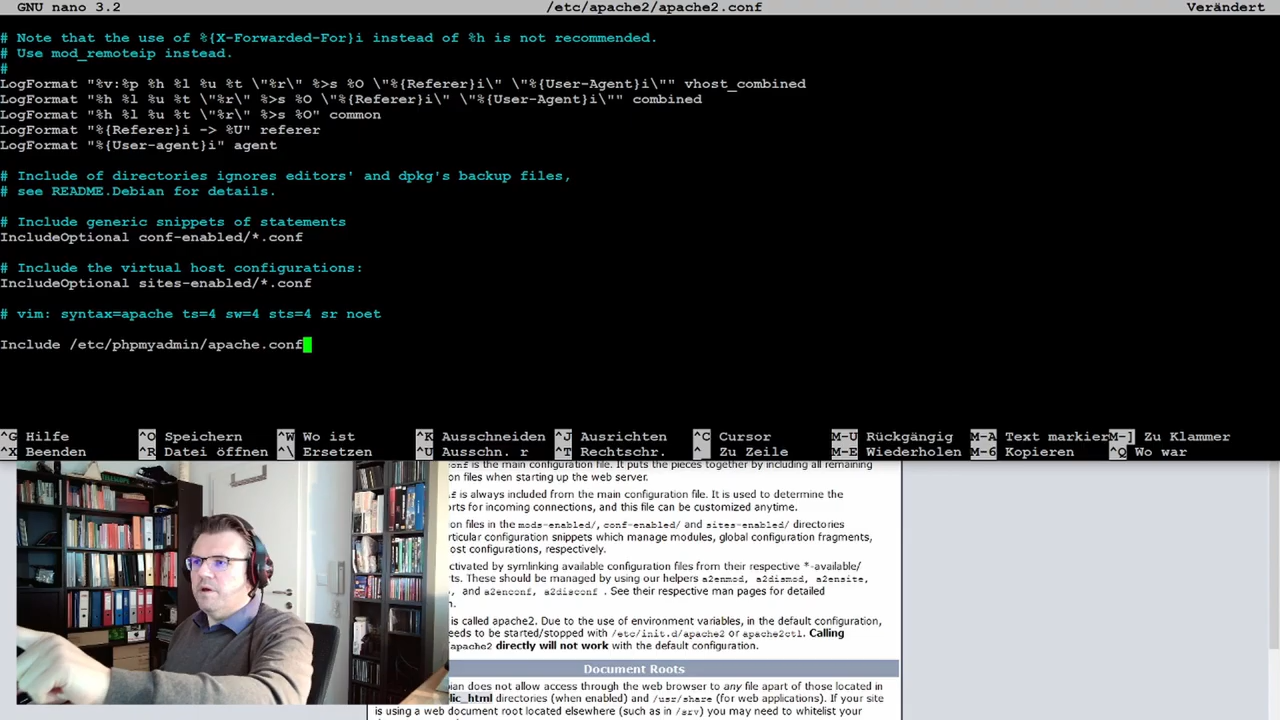 GNU nano 3.2 /etc/apache2/apache2.conf Verändert
# Note that the use of %{X-Forwarded-For}i instead of %h is not recommended.
# Use mod_remoteip instead.
#
LogFormat "%v:%p %h %l %u %t \"%r\" %>s %O \"%{Referer}i\" \"%{User-Agent}i\"" vhost_combined
LogFormat "%h %l %u %t \"%r\" %>s %O \"%{Referer}i\" \"%{User-Agent}i\"" combined
LogFormat "%h %l %u %t \"%r\" %>s %O" common
LogFormat "%{Referer}i -> %U" referer
LogFormat "%{User-agent}i" agent
# Include of directories ignores editors' and dpkg's backup files,
# see README.Debian for details.
# Include generic snippets of statements
IncludeOptional conf-enabled/*.conf
# Include the virtual host configurations:
IncludeOptional sites-enabled/*.conf
# vim: syntax=apache ts=4 sw=4 sts=4 sr noet
Include /etc/phpmyadmin/apache.conf
^G Hilfe ^O Speichern ^W Wo ist ^K Ausschneiden ^J Ausrichten ^C Cursor M-U Rückgängig M-A Text markier M-] Zu Klammer
^X Beenden ^R Datei öffnen ^\ Ersetzen ^U Ausschn. r ^T Rechtschr. ^_ Zu Zeile M-E Wiederholen M-6 Kopieren ^Q Wo war
is the main configuration file. It puts the pieces together by including all remaining
on files when starting up the web server.
is always included from the main configuration file. It is used to determine the
orts for incoming connections, and this file can be customized anytime.
on files in the mods-enabled/, conf-enabled/ and sites-enabled/ directories
rticular configuration snippets which manage modules, global configuration fragments,
ost configurations, respectively.
ctivated by symlinking available configuration files from their respective *-available/
ts. These should be managed by using our helpers a2enmod, a2dismod, a2ensite,
, and a2enconf, a2disconf . See their respective man pages for detailed
n.
is called apache2. Due to the use of environment variables, in the default configuration,
eeds to be started/stopped with /etc/init.d/apache2 or apache2ctl. Calling
apache2 directly will not work with the default configuration.
Document Roots
ian does not allow access through the web browser to any file apart of those located in
lic_html directories (when enabled) and /usr/share (for web applications). If your site
is using a web document root located elsewhere (such as in /srv) you may need to whitelist your